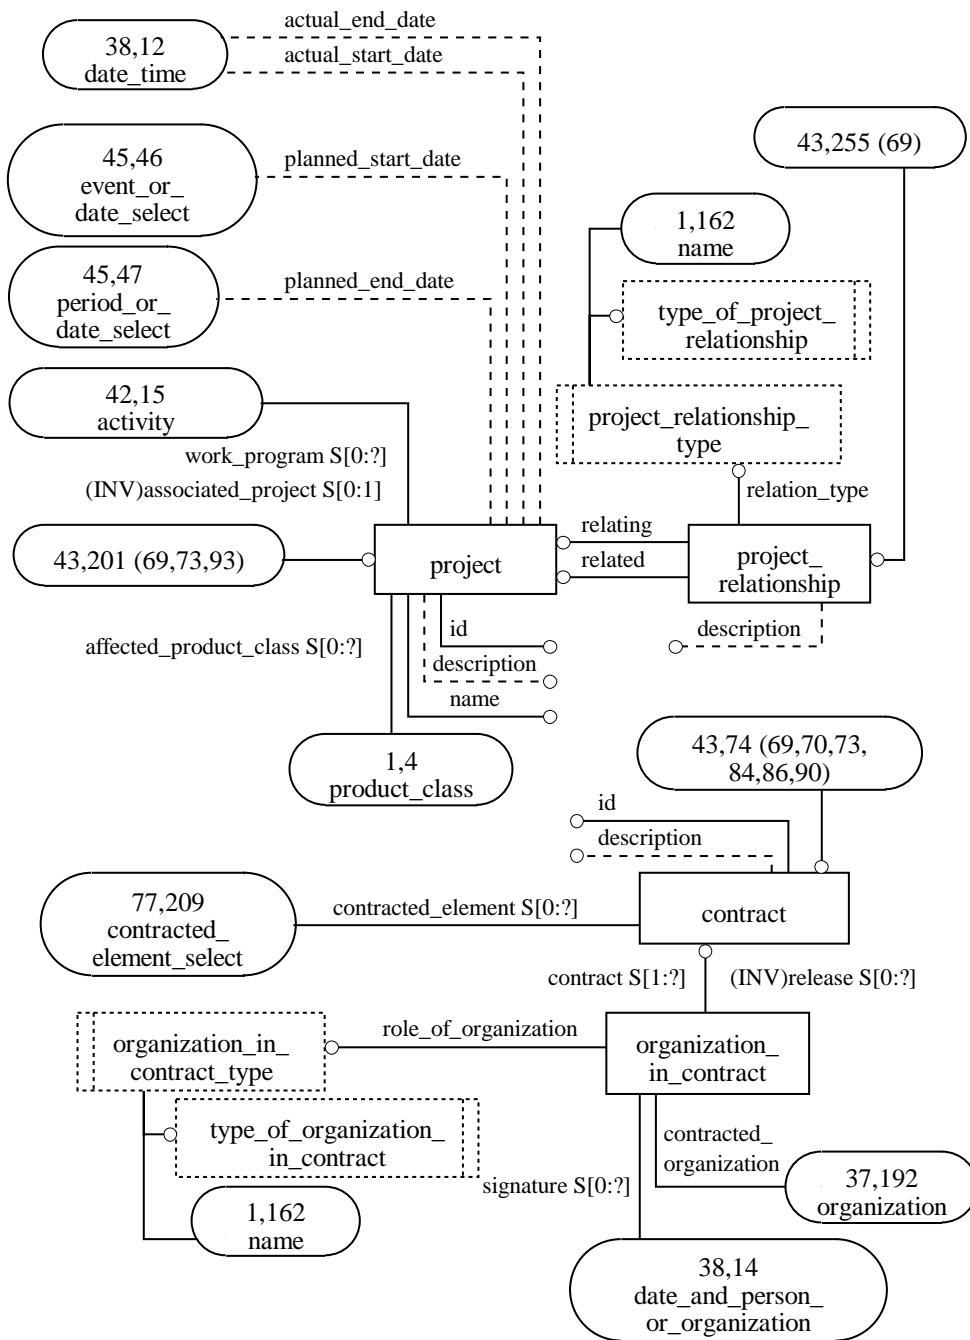 actual_end_date
38,12
date_time
actual_start_date
43,255 (69)
45,46
event_or_
date_select
planned_start_date
1,162
name
45,47
period_or_
date_select
planned_end_date
type_of_project_
relationship
42,15
activity
project_relationship_
type
work_program S[0:?]
(INV)associated_project S[0:1]
relation_type
43,201 (69,73,93)
project
relating
related
project_
relationship
affected_product_class S[0:?]
id
description
name
description
1,4
product_class
43,74 (69,70,73,
84,86,90)
id
description
77,209
contracted_
element_select
contracted_element S[0:?]
contract
contract S[1:?]
(INV)release S[0:?]
organization_in_
contract_type
role_of_organization
organization_
in_contract
type_of_organization_
in_contract
contracted_
organization
signature S[0:?]
37,192
organization
1,162
name
38,14
date_and_person_
or_organization